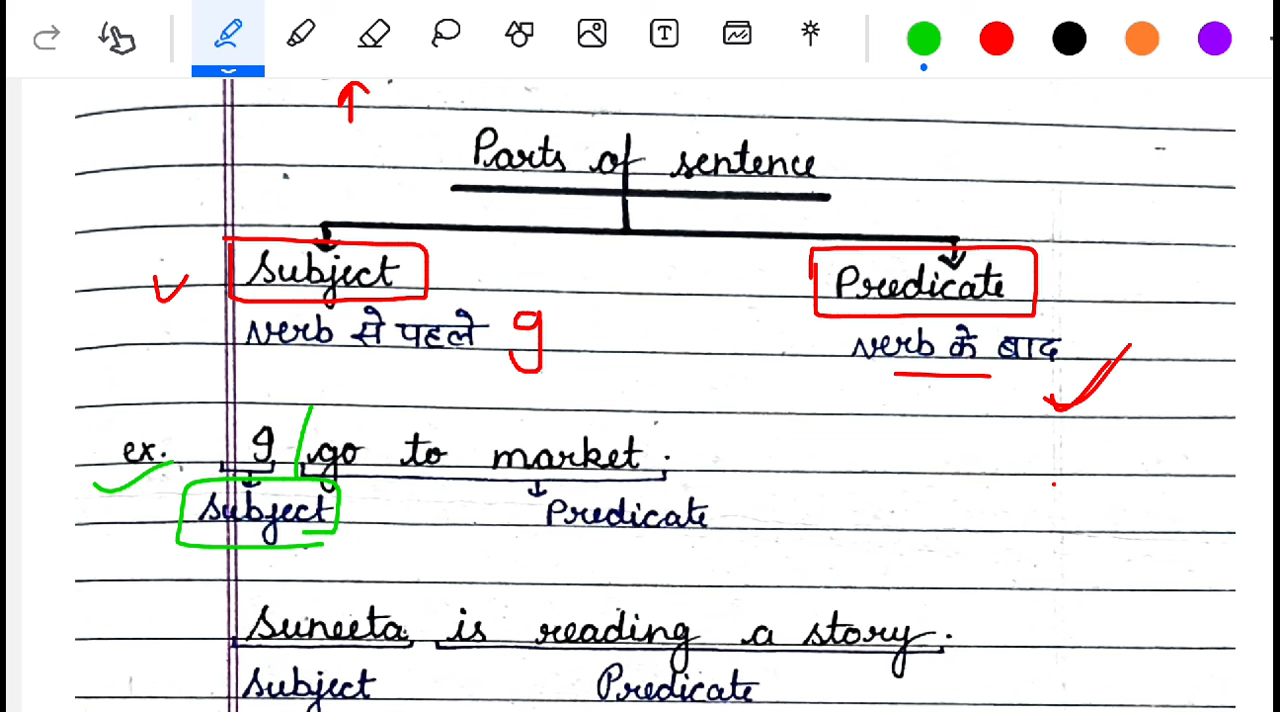 Parts of sentence
Subject Predicate
verb से पहले I verb के बाद
ex. I go to market.
Subject Predicate
Suneeta is reading a story.
Subject Predicate